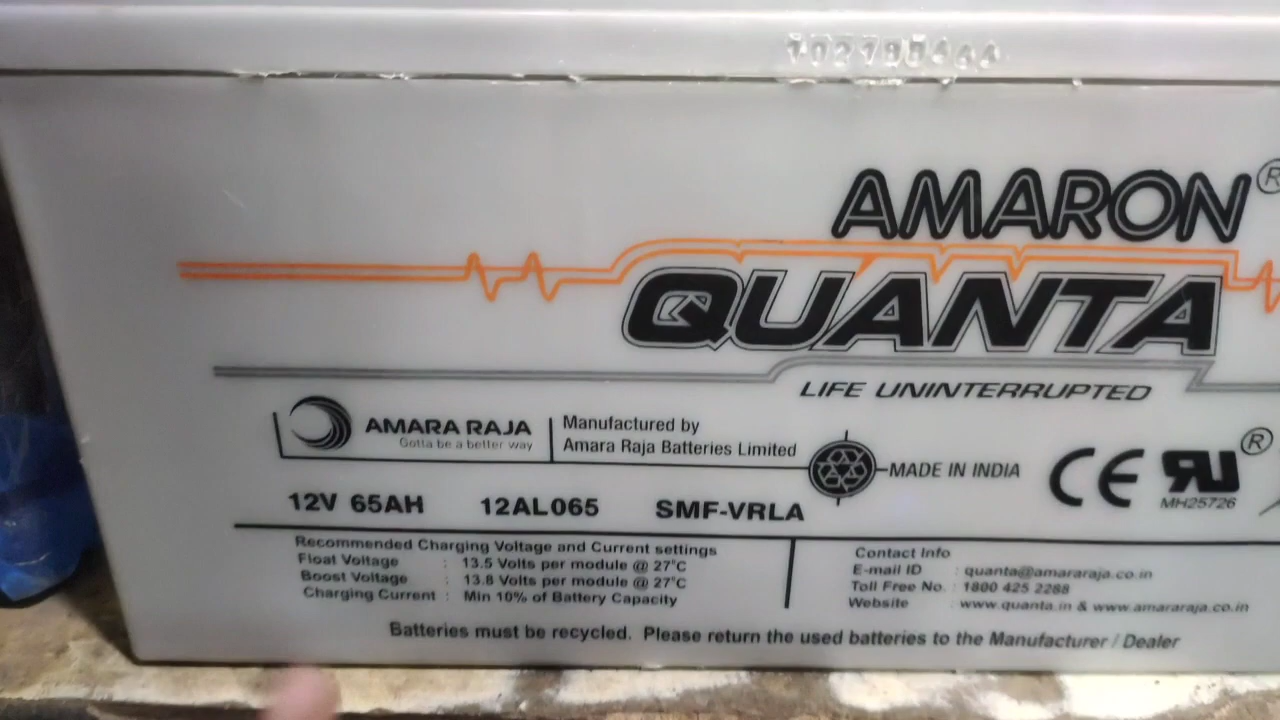 AMARON®
QUANTA
LIFE UNINTERRUPTED
AMARA RAJA
Gotta be a better way
Manufactured by
Amara Raja Batteries Limited
MADE IN INDIA
CE RU ®
MH25726
12V 65AH 12AL065 SMF-VRLA
Recommended Charging Voltage and Current settings
Float Voltage : 13.5 Volts per module @ 27°C
Boost Voltage : 13.8 Volts per module @ 27°C
Charging Current : Min 10% of Battery Capacity
Contact Info
E-mail ID : quanta@amararaja.co.in
Toll Free No. : 1800 425 2288
Website : www.quanta.in & www.amararaja.co.in
Batteries must be recycled. Please return the used batteries to the Manufacturer / Dealer